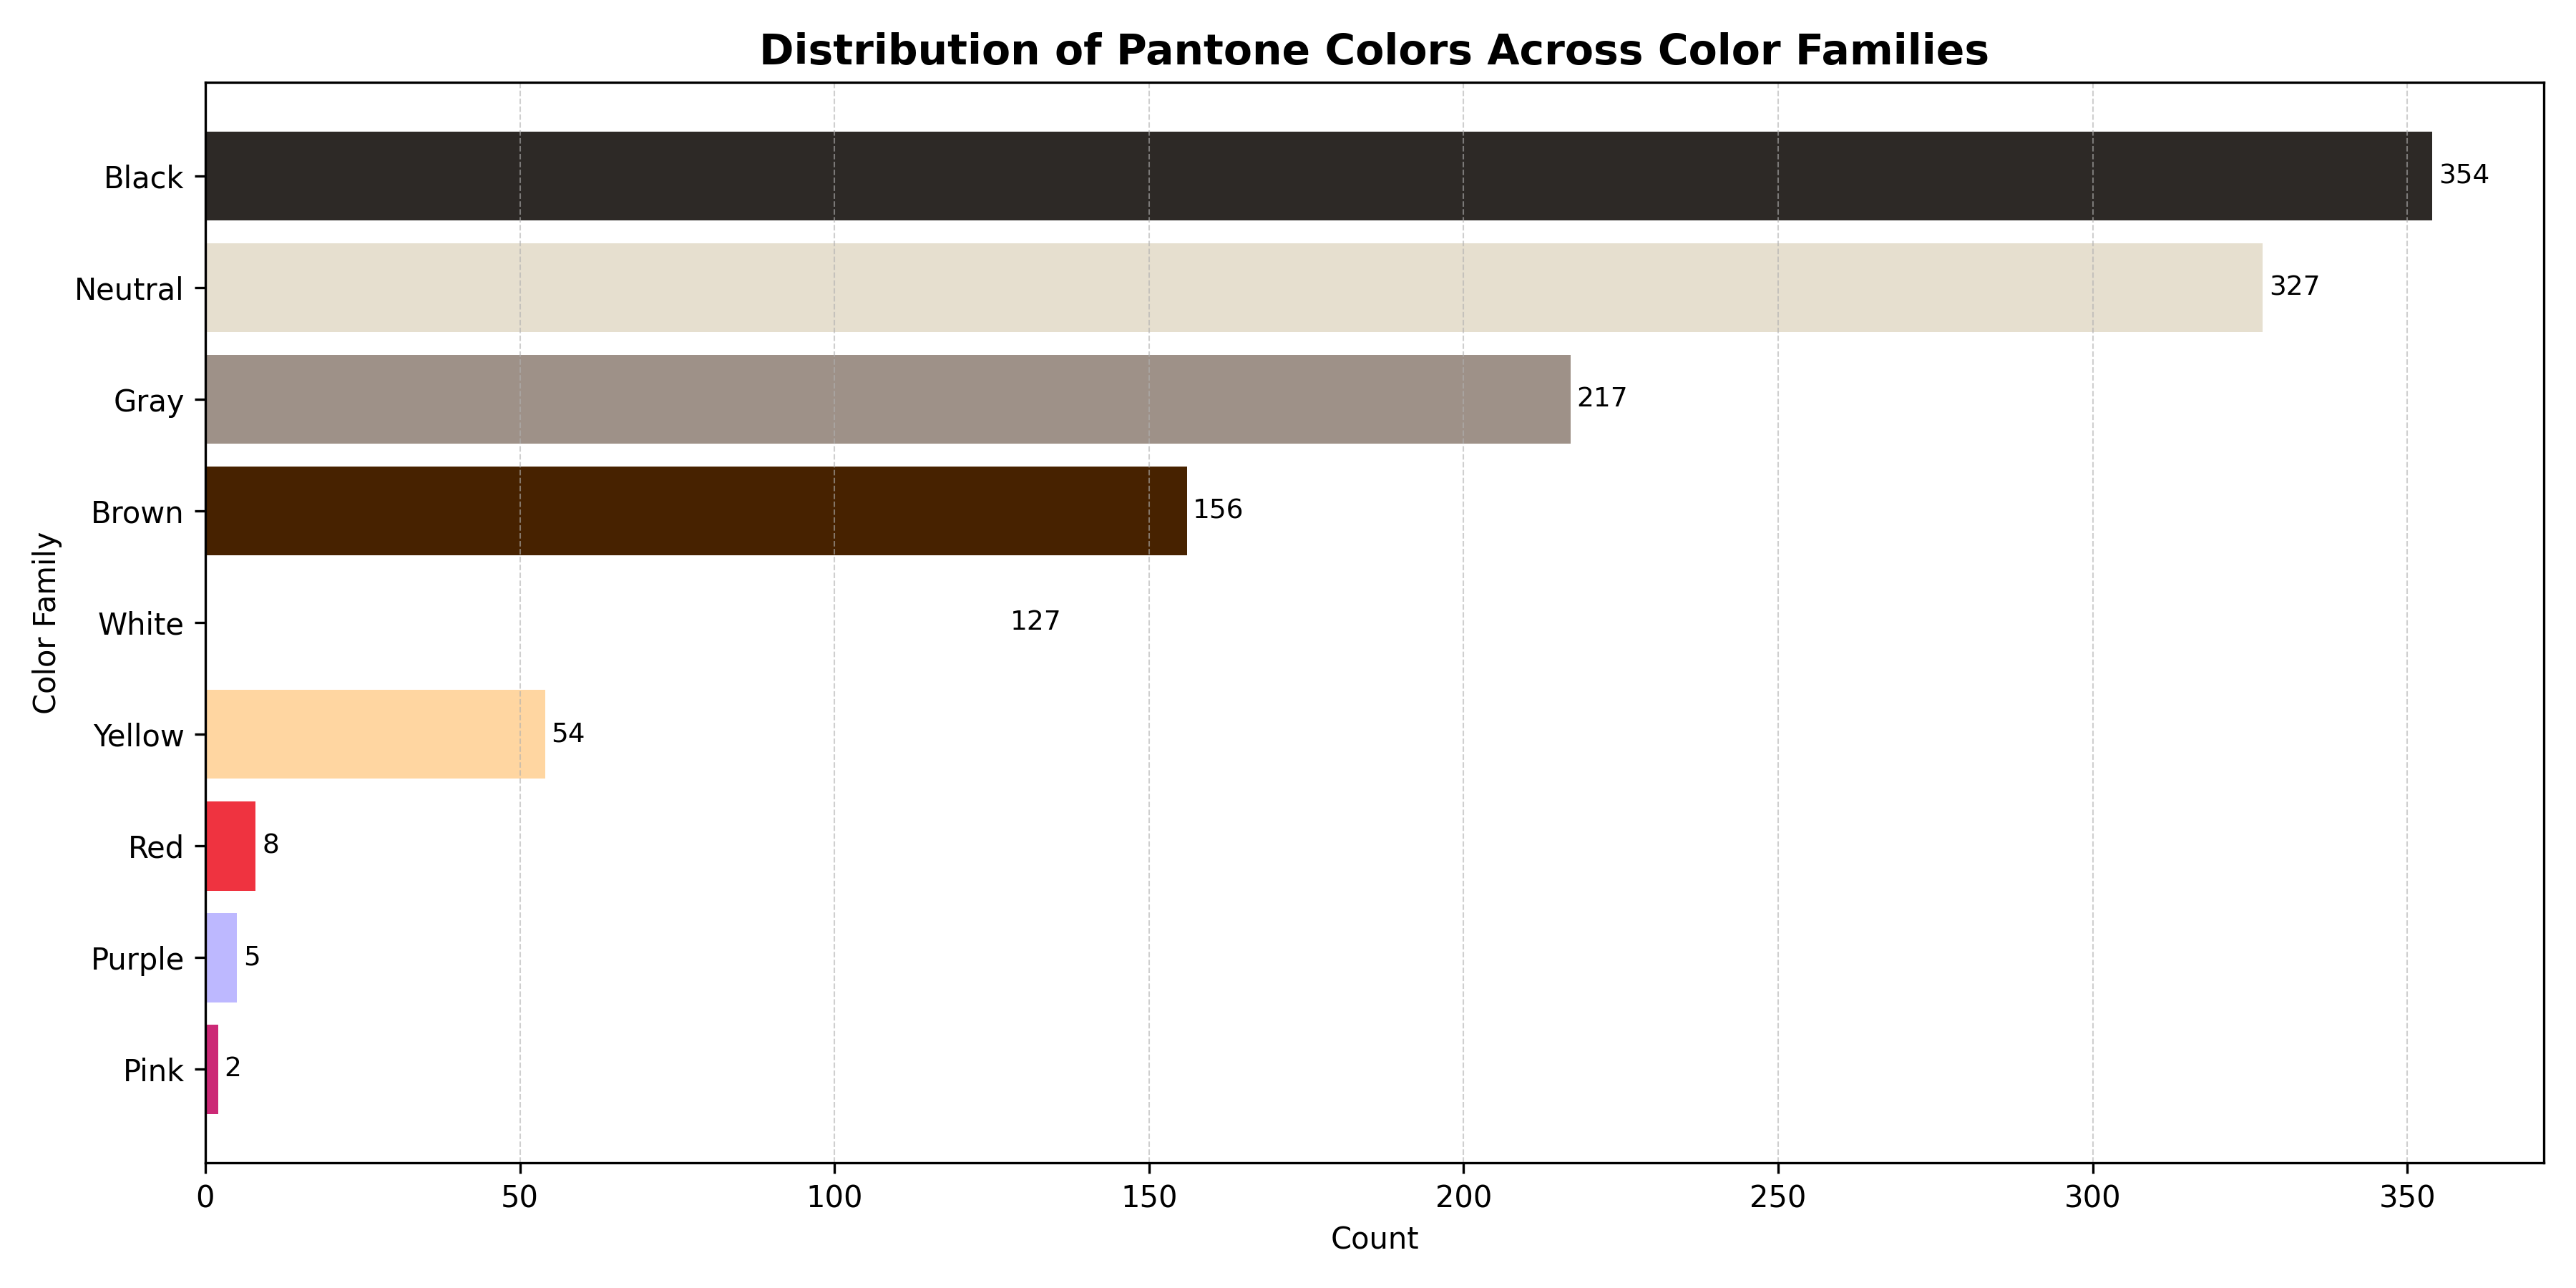 Distribution of Pantone Colors Across Color Families
Black
354
Neutral
327
Gray
217
Brown
156
White
127
Yellow
54
Red
8
Purple
5
Pink
2
Color Family
0 50 100 150 200 250 300 350
Count